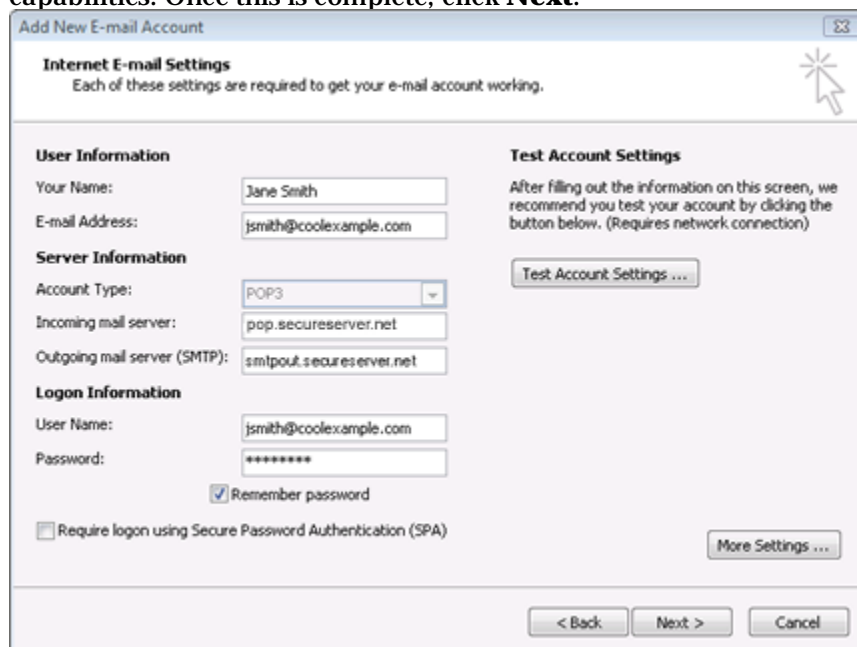 capabilities. Once this is complete, click Next.
Add New E-mail Account
Internet E-mail Settings
Each of these settings are required to get your e-mail account working.
User Information
Your Name: Jane Smith
E-mail Address: jsmith@coolexample.com
Server Information
Account Type: POP3
Incoming mail server: pop.secureserver.net
Outgoing mail server (SMTP): smtpout.secureserver.net
Logon Information
User Name: jsmith@coolexample.com
Password: ********
Remember password
Require logon using Secure Password Authentication (SPA)
Test Account Settings
After filling out the information on this screen, we
recommend you test your account by clicking the
button below. (Requires network connection)
Test Account Settings ...
More Settings ...
< Back
Next >
Cancel